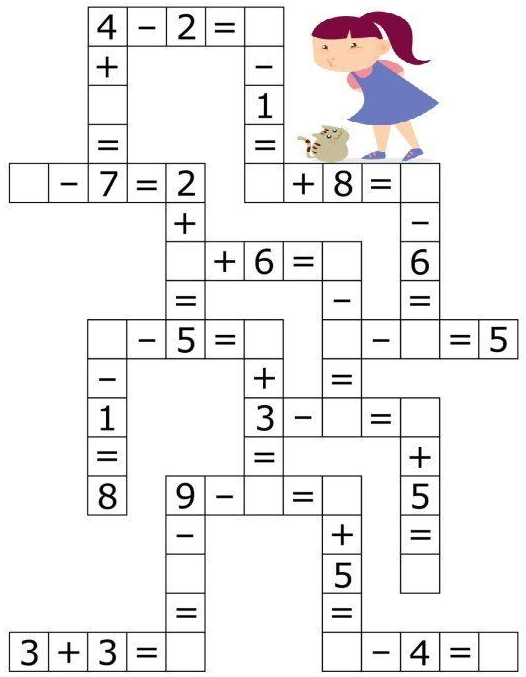 4 – 2 =
+ –
1
= =
– 7 = 2 + 8 =
+ –
+ 6 = 6
= – =
– 5 = – = 5
– + =
1 3 – =
= = +
8 9 – = 5
– + =
5
= =
3 + 3 = – 4 =